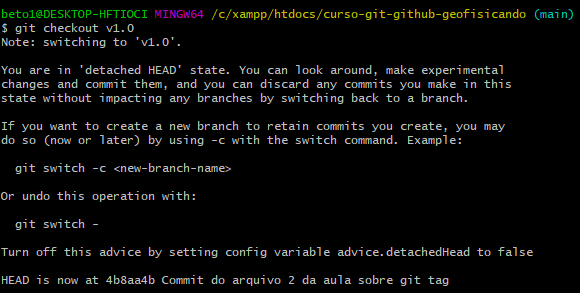 beto1@DESKTOP-HFTIOCI MINGW64 /c/xampp/htdocs/curso-git-github-geofisicando (main)
$ git checkout v1.0
Note: switching to 'v1.0'.
You are in 'detached HEAD' state. You can look around, make experimental
changes and commit them, and you can discard any commits you make in this
state without impacting any branches by switching back to a branch.
If you want to create a new branch to retain commits you create, you may
do so (now or later) by using -c with the switch command. Example:
git switch -c <new-branch-name>
Or undo this operation with:
git switch -
Turn off this advice by setting config variable advice.detachedHead to false
HEAD is now at 4b8aa4b Commit do arquivo 2 da aula sobre git tag